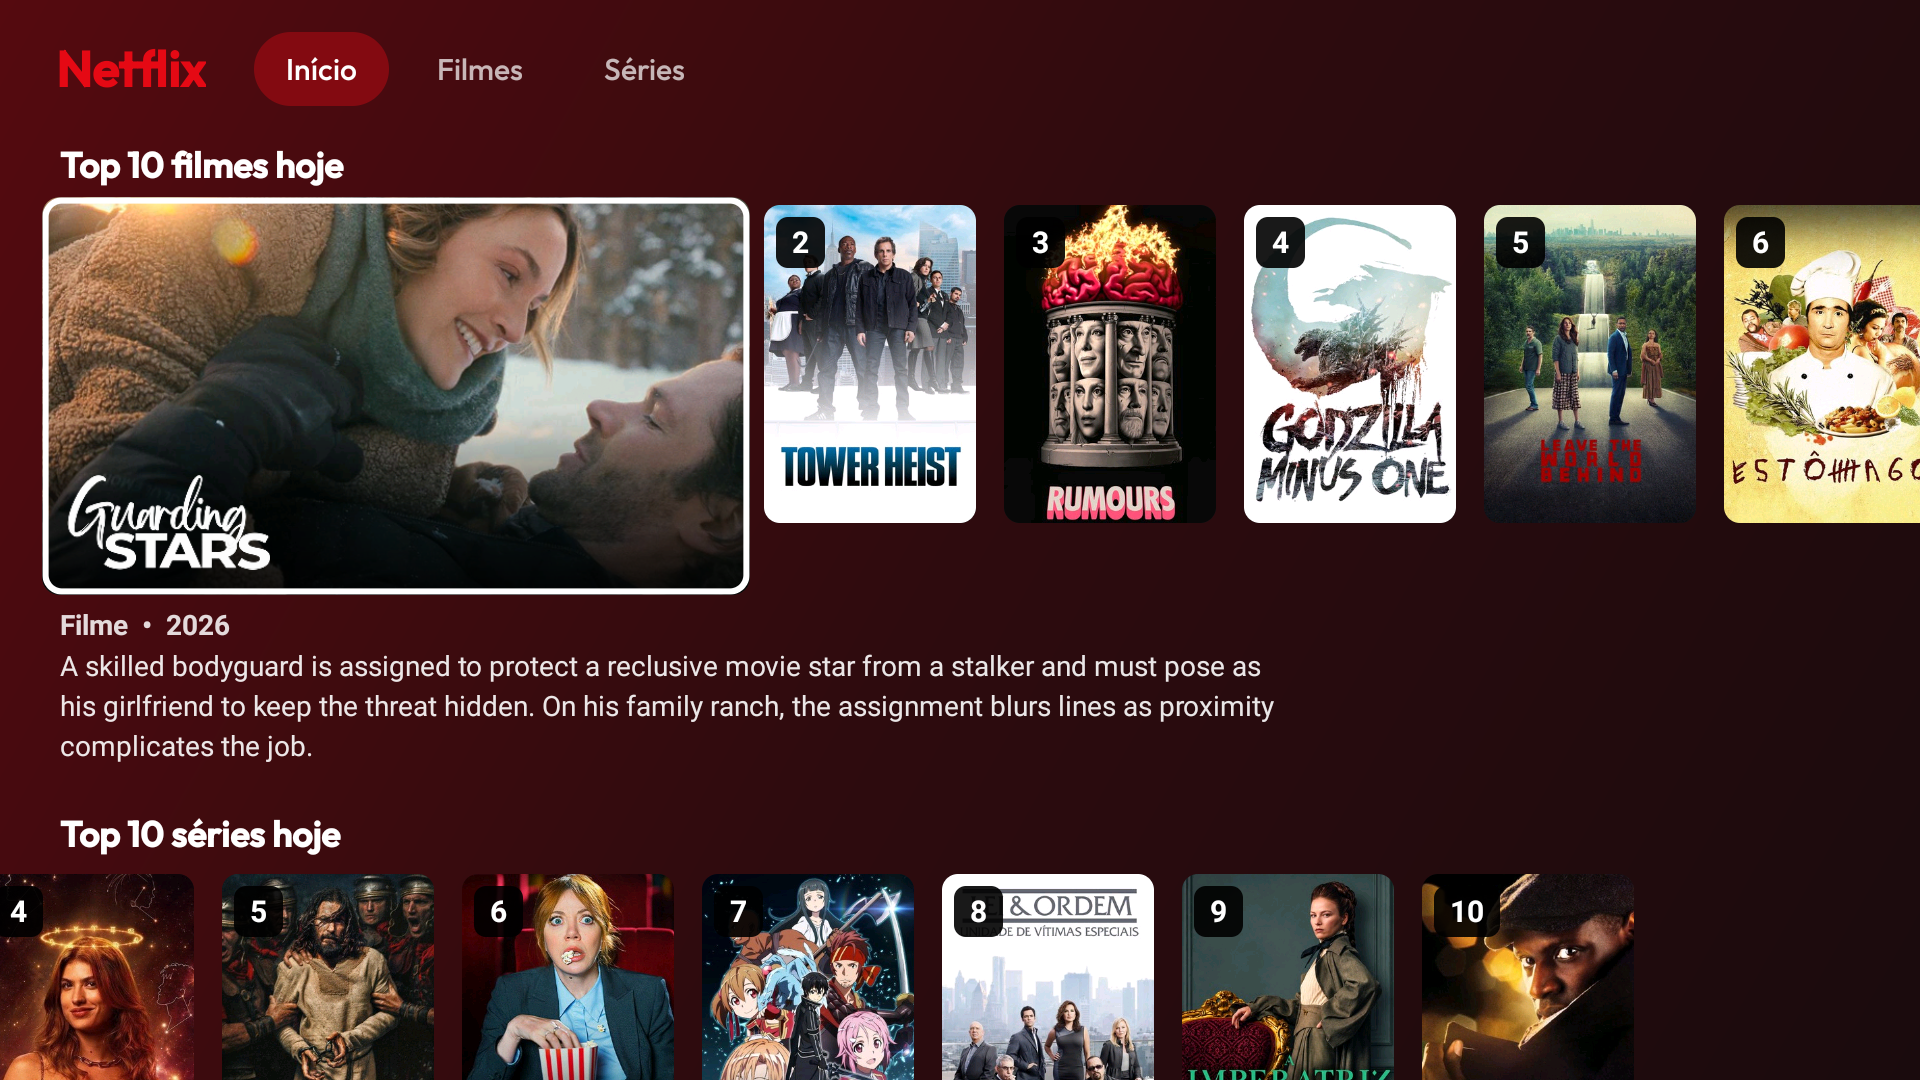 Netflix
Início
Filmes
Séries
Top 10 filmes hoje
Guarding
STARS
2
TOWER HEIST
3
RUMOURS
4
GODZILLA
MINUS ONE
5
LEAVE THE
WORLD
BEHIND
6
ESTÔMAGO
Filme • 2026
A skilled bodyguard is assigned to protect a reclusive movie star from a stalker and must pose as
his girlfriend to keep the threat hidden. On his family ranch, the assignment blurs lines as proximity
complicates the job.
Top 10 séries hoje
4
5
6
7
8
& ORDEM
UNIDADE DE VÍTIMAS ESPECIAIS
9
A
IMPERATRIZ
10